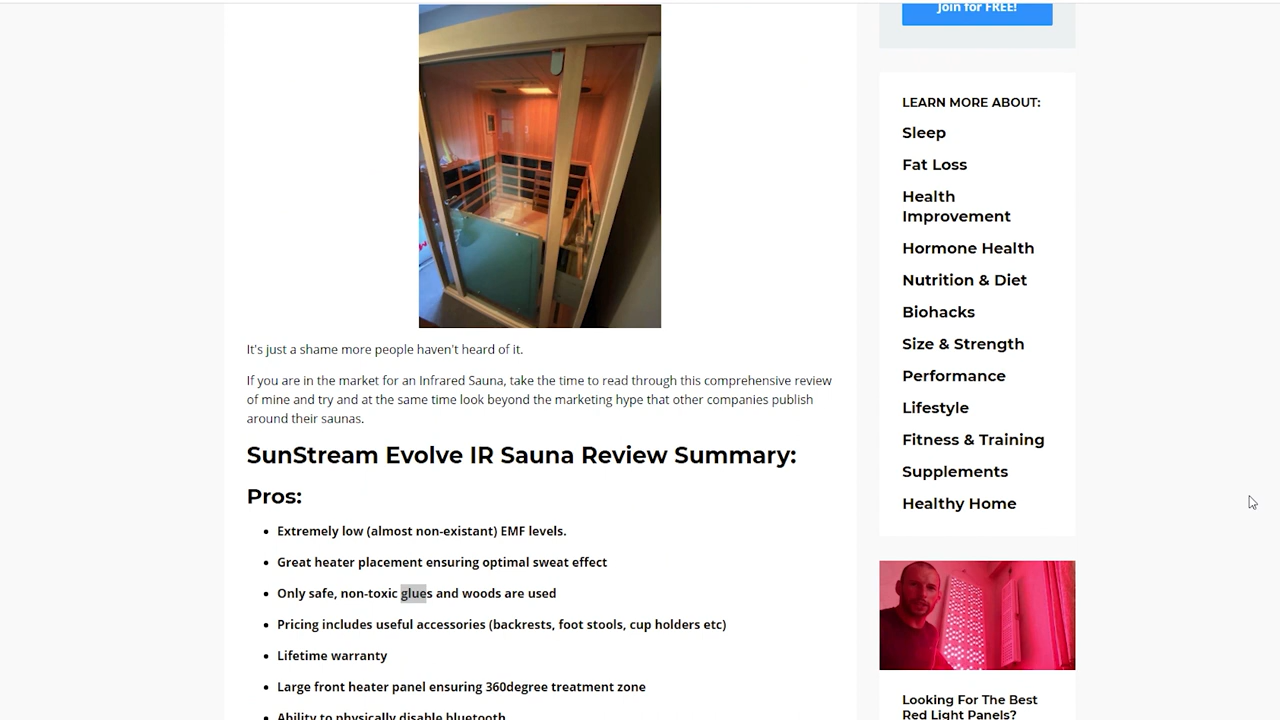 Join for FREE!
LEARN MORE ABOUT:
Sleep
Fat Loss
Health
Improvement
Hormone Health
Nutrition & Diet
Biohacks
Size & Strength
Performance
Lifestyle
Fitness & Training
Supplements
Healthy Home
Looking For The Best
Red Light Panels?
It's just a shame more people haven't heard of it.
If you are in the market for an Infrared Sauna, take the time to read through this comprehensive review
of mine and try and at the same time look beyond the marketing hype that other companies publish
around their saunas.
SunStream Evolve IR Sauna Review Summary:
Pros:
Extremely low (almost non-existant) EMF levels.
Great heater placement ensuring optimal sweat effect
Only safe, non-toxic glues and woods are used
Pricing includes useful accessories (backrests, foot stools, cup holders etc)
Lifetime warranty
Large front heater panel ensuring 360degree treatment zone
Ability to physically disable bluetooth